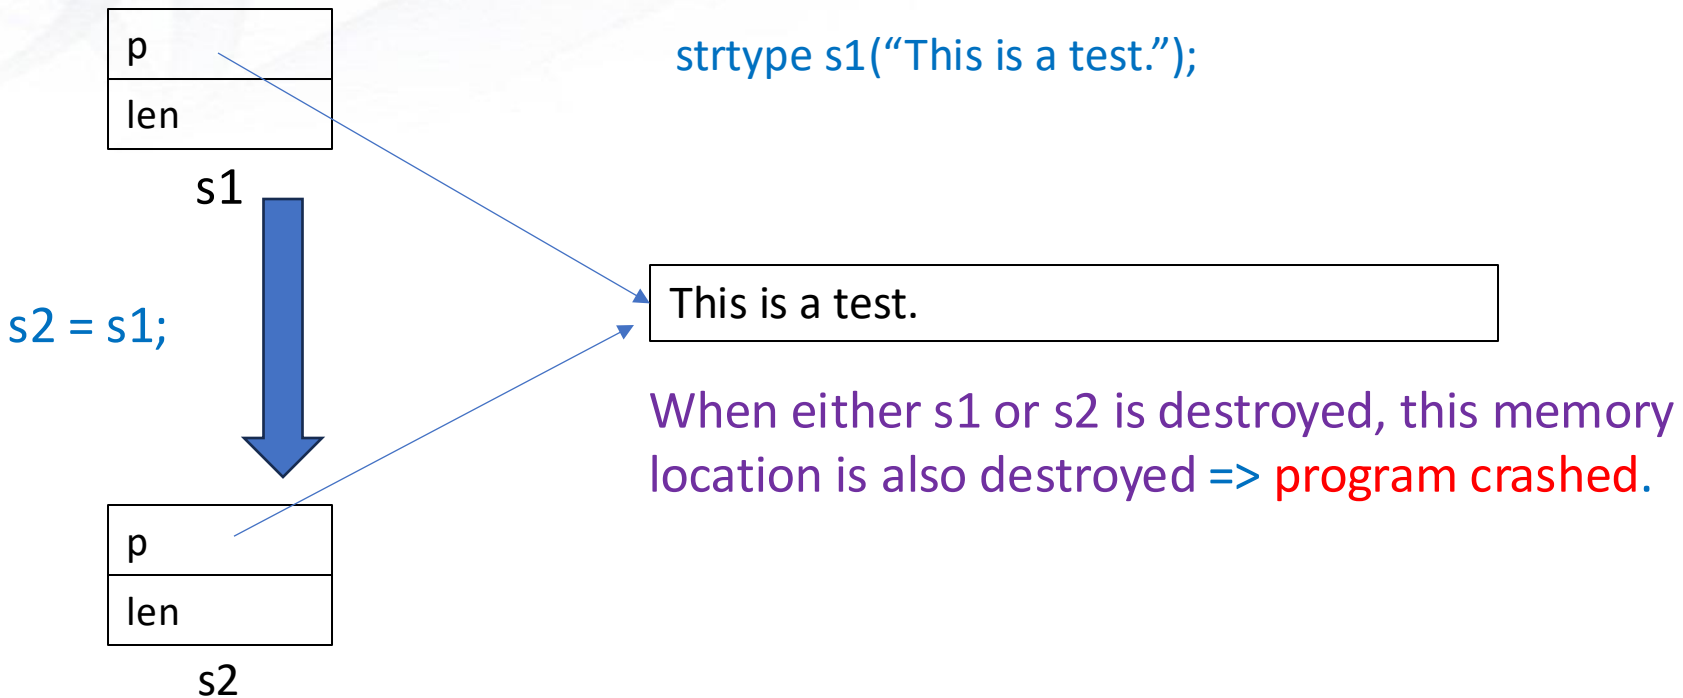 p
len
s1
strtype s1(“This is a test.”);
s2 = s1;
This is a test.
When either s1 or s2 is destroyed, this memory
location is also destroyed => program crashed.
p
len
s2